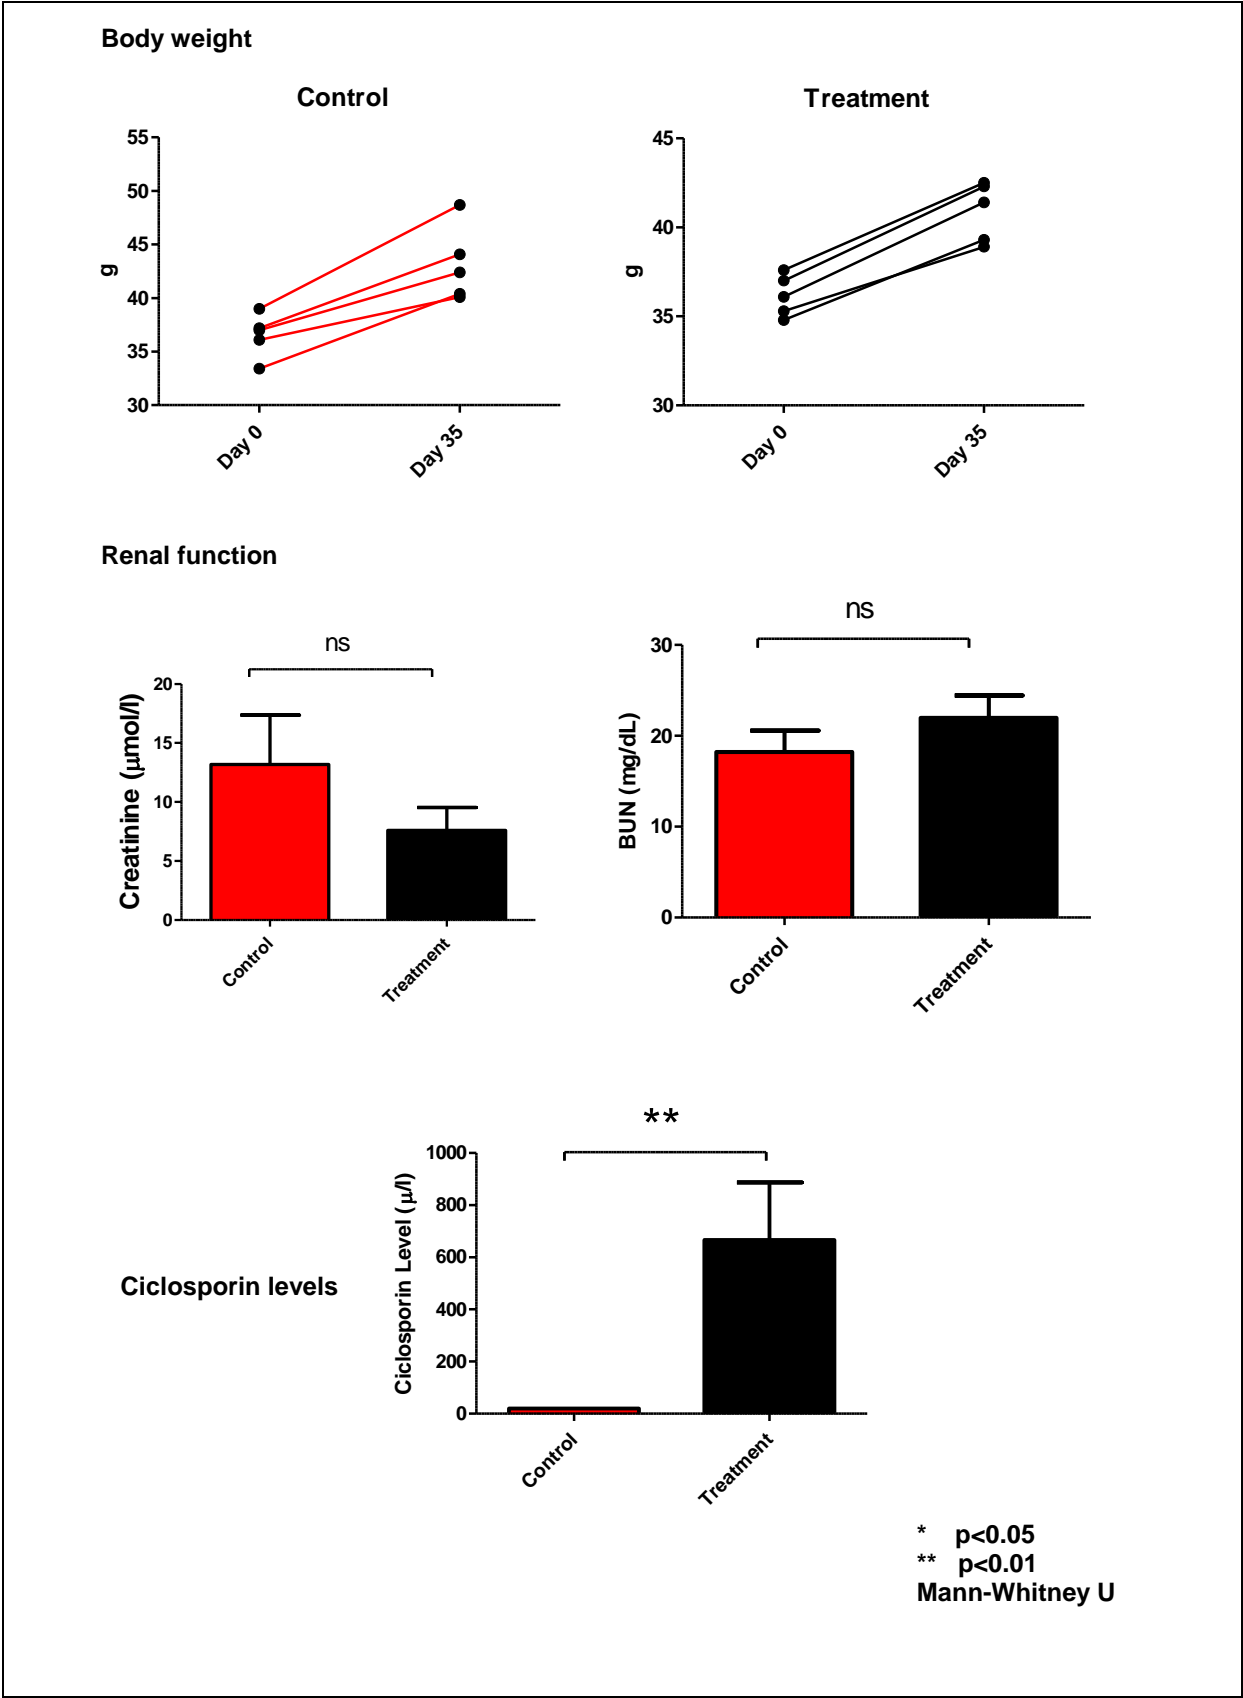 Body weight
Control
Treatment
55
50
45
40
35
30
g
Day 0
Day 35
45
40
35
30
g
Day 0
Day 35
Renal function
ns
20
15
10
5
0
Creatinine (μmol/l)
Control
Treatment
ns
30
20
10
0
BUN (mg/dL)
Control
Treatment
**
1000
800
600
400
200
0
Ciclosporin Level (μ/l)
Ciclosporin levels
Control
Treatment
* p<0.05
** p<0.01
Mann-Whitney U